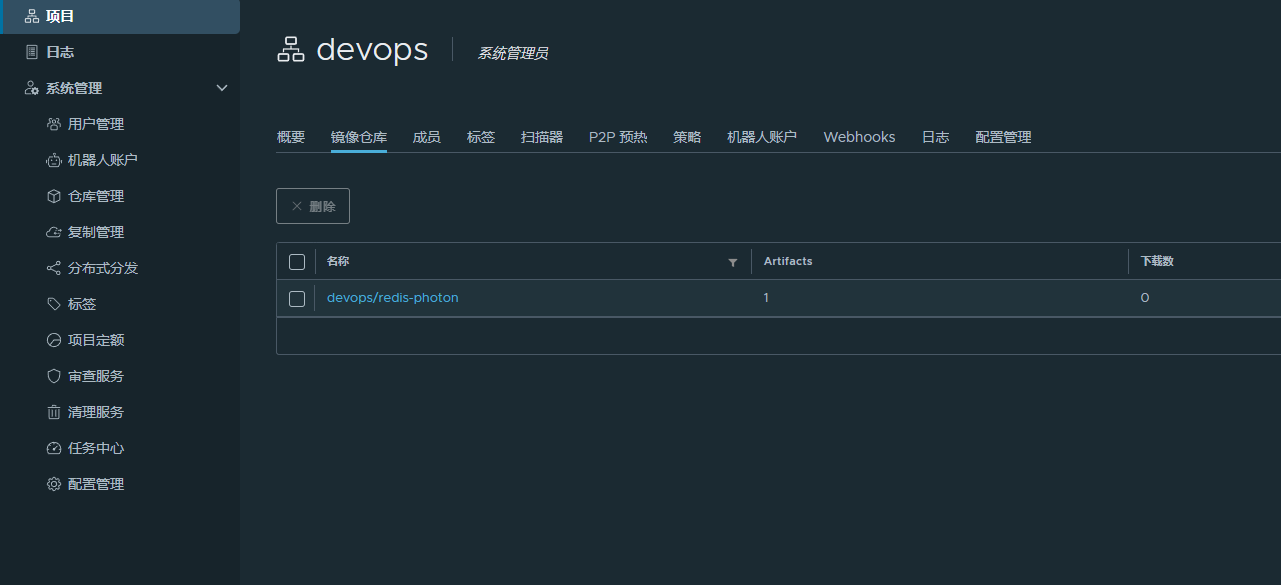 项目
日志
系统管理
用户管理
机器人账户
仓库管理
复制管理
分布式分发
标签
项目定额
审查服务
清理服务
任务中心
配置管理
devops 系统管理员
概要 镜像仓库 成员 标签 扫描器 P2P 预热 策略 机器人账户 Webhooks 日志 配置管理
删除
名称 Artifacts 下载数
devops/redis-photon 1 0